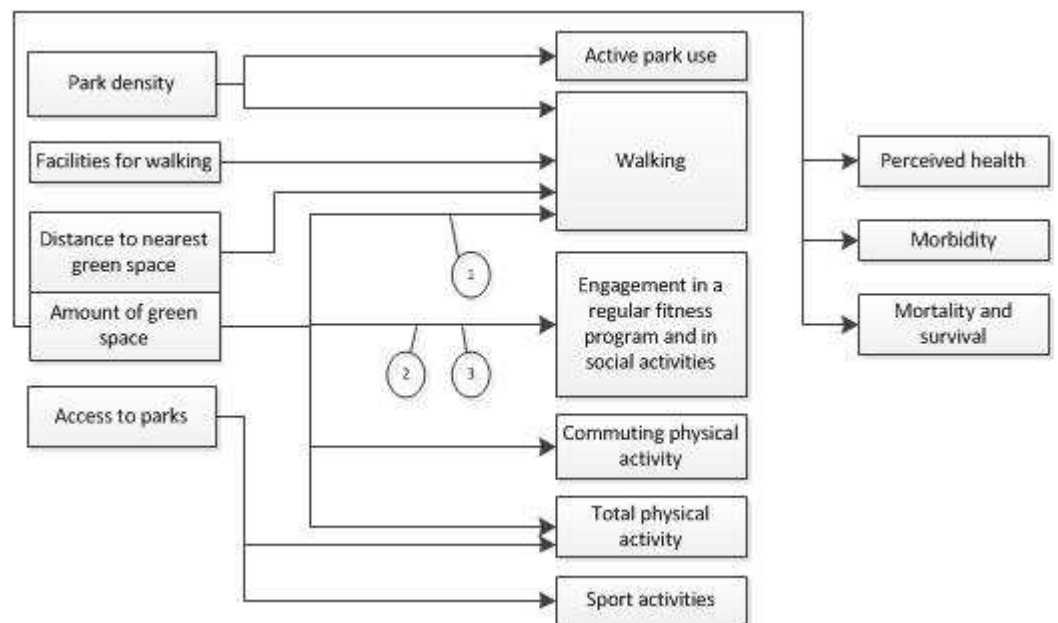 Park density
Facilities for walking
Distance to nearest
green space
Amount of green
space
Access to parks
Active park use
Walking
1
Engagement in a
regular fitness
program and in
social activities
2
3
Commuting physical
activity
Total physical
activity
Sport activities
Perceived health
Morbidity
Mortality and
survival